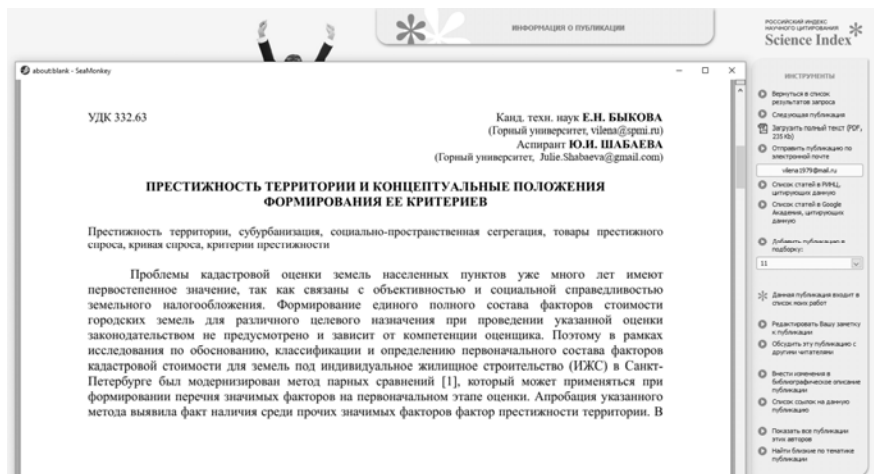 ИНФОРМАЦИЯ О ПУБЛИКАЦИИ
РОССИЙСКИЙ ИНДЕКС
НАУЧНОГО ЦИТИРОВАНИЯ
Science Index
about:blank - SeaMonkey
УДК 332.63
Канд. техн. наук Е.Н. БЫКОВА
(Горный университет, vilena@spmi.ru)
Аспирант Ю.И. ШАБАЕВА
(Горный университет, Julie.Shabaeva@gmail.com)
ПРЕСТИЖНОСТЬ ТЕРРИТОРИИ И КОНЦЕПТУАЛЬНЫЕ ПОЛОЖЕНИЯ
ФОРМИРОВАНИЯ ЕЕ КРИТЕРИЕВ
Престижность территории, субурбанизация, социально-пространственная сегрегация, товары престижного
спроса, кривая спроса, критерии престижности
Проблемы кадастровой оценки земель населенных пунктов уже много лет имеют
первостепенное значение, так как связаны с объективностью и социальной справедливостью
земельного налогообложения. Формирование единого полного состава факторов стоимости
городских земель для различного целевого назначения при проведении указанной оценки
законодательством не предусмотрено и зависит от компетенции оценщика. Поэтому в рамках
исследования по обоснованию, классификации и определению первоначального состава факторов
кадастровой стоимости для земель под индивидуальное жилищное строительство (ИЖС) в Санкт-
Петербурге был модернизирован метод парных сравнений [1], который может применяться при
формировании перечня значимых факторов на первоначальном этапе оценки. Апробация указанного
метода выявила факт наличия среди прочих значимых факторов фактор престижности территории. В
ИНСТРУМЕНТЫ
Вернуться в список
результатов запроса
Следующая публикация
Загрузить полный текст (PDF,
235 Kb)
Отправить публикацию по
электронной почте
vilena1979@mail.ru
Список статей в РИНЦ,
цитирующих данную
Список статей в Google
Академия, цитирующих
данную
Добавить публикацию в
подборку:
11
Данная публикация входит в
список моих работ
Редактировать Вашу заметку
к публикации
Обсудить эту публикацию с
другими читателями
Внести изменения в
библиографическое описание
публикации
Список ссылок на данную
публикацию
Показать все публикации
этих авторов
Найти близкие по тематике
публикации